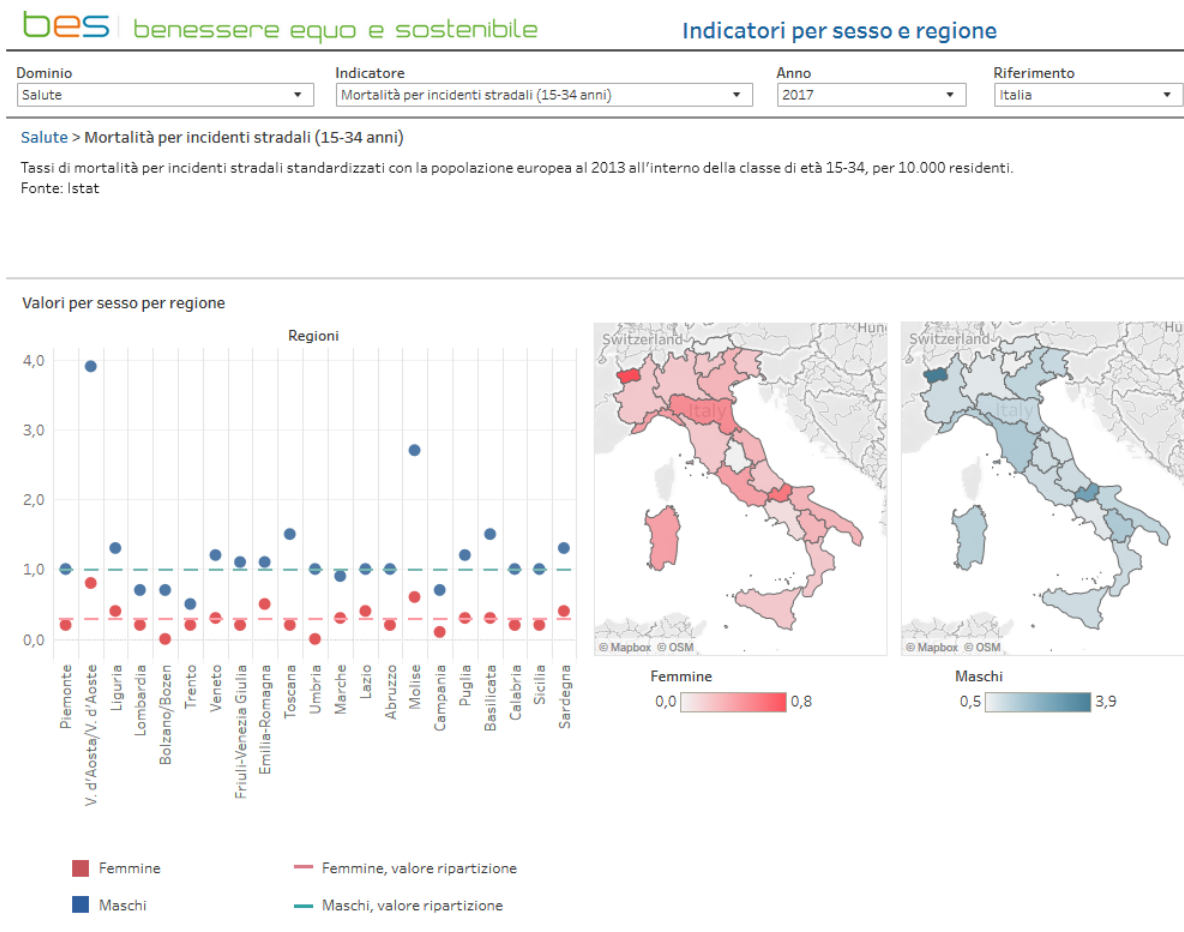 bes benessere equo e sostenibile
Indicatori per sesso e regione
Dominio Indicatore Anno Riferimento
Salute Mortalità per incidenti stradali (15-34 anni) 2017 Italia
Salute > Mortalità per incidenti stradali (15-34 anni)
Tassi di mortalità per incidenti stradali standardizzati con la popolazione europea al 2013 all'interno della classe di età 15-34, per 10.000 residenti.
Fonte: Istat
Valori per sesso per regione
Regioni
4,0
3,0
2,0
1,0
0,0
Piemonte
V. d'Aosta/V. d'Aoste
Liguria
Lombardia
Bolzano/Bozen
Trento
Veneto
Friuli-Venezia Giulia
Emilia-Romagna
Toscana
Umbria
Marche
Lazio
Abruzzo
Molise
Campania
Puglia
Basilicata
Calabria
Sicilia
Sardegna
Switzerland
Hun
Italy
© Mapbox © OSM
Switzerland
Hu
Italy
© Mapbox © OSM
Femmine
0,0 0,8
Maschi
0,5 3,9
Femmine
Femmine, valore ripartizione
Maschi
Maschi, valore ripartizione